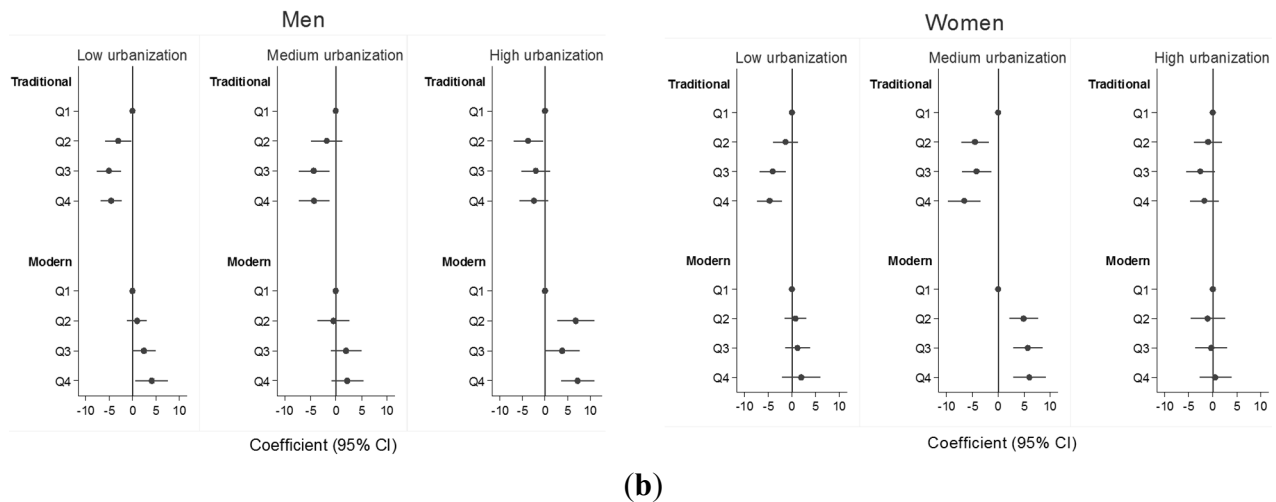 Men
Women
Low urbanization
Medium urbanization
High urbanization
Low urbanization
Medium urbanization
High urbanization
Traditional
Traditional
Traditional
Traditional
Traditional
Traditional
Q1
Q1
Q1
Q1
Q1
Q1
Q2
Q2
Q2
Q2
Q2
Q2
Q3
Q3
Q3
Q3
Q3
Q3
Q4
Q4
Q4
Q4
Q4
Q4
Modern
Modern
Modern
Modern
Modern
Modern
Q1
Q1
Q1
Q1
Q1
Q1
Q2
Q2
Q2
Q2
Q2
Q2
Q3
Q3
Q3
Q3
Q3
Q3
Q4
Q4
Q4
Q4
Q4
Q4
-10 -5 0 5 10
-10 -5 0 5 10
-10 -5 0 5 10
-10 -5 0 5 10
-10 -5 0 5 10
-10 -5 0 5 10
Coefficient (95% CI)
Coefficient (95% CI)
(b)